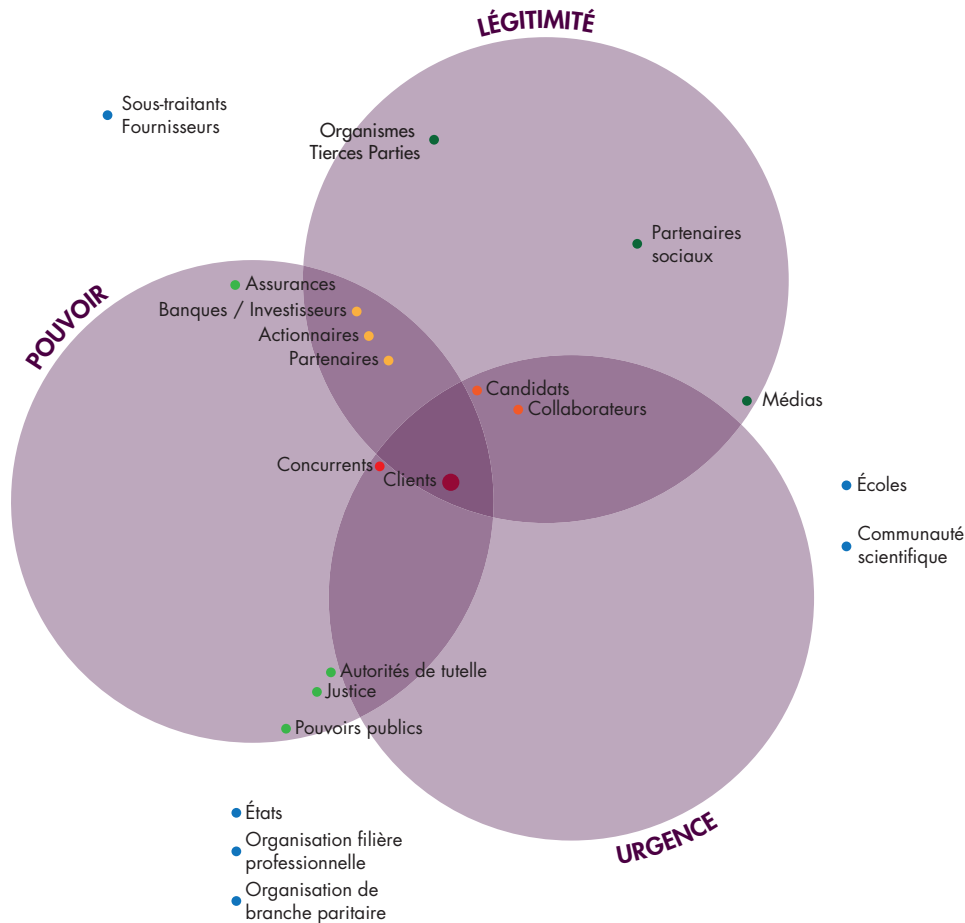 LÉGITIMITÉ
Sous-traitants
Fournisseurs
Organismes
Tierces Parties
Partenaires
sociaux
POUVOIR
Assurances
Banques / Investisseurs
Actionnaires
Partenaires
Candidats
Collaborateurs
Médias
Concurrents
Clients
Écoles
Communauté
scientifique
Autorités de tutelle
Justice
Pouvoirs publics
États
Organisation filière
professionnelle
Organisation de
branche paritaire
URGENCE